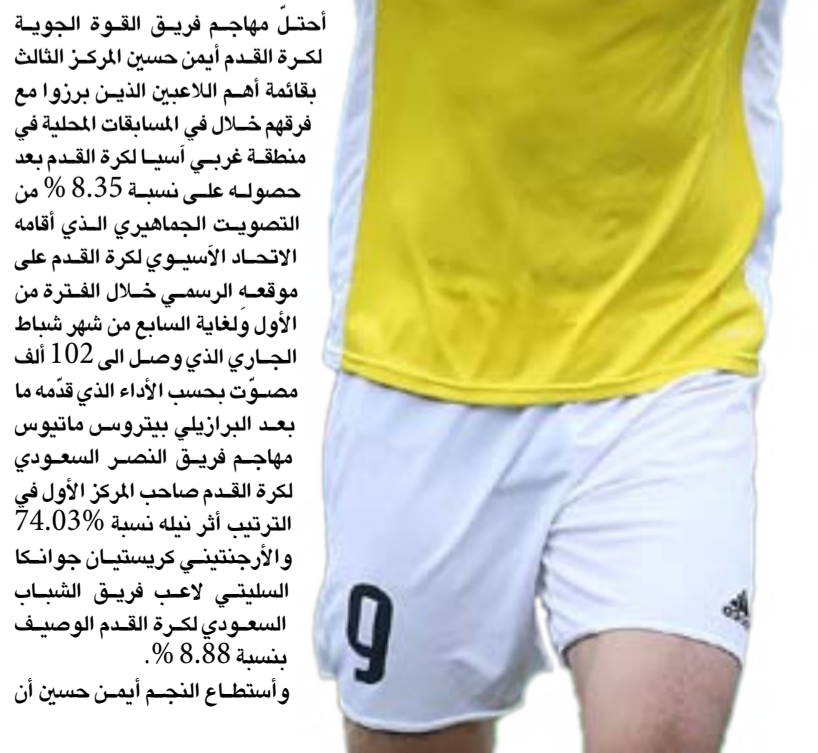 أحتلّ مهاجم فريق القوة الجوية
لكرة القدم أيمن حسين المركز الثالث
بقائمة أهم اللاعبين الذين برزوا مع
فرقهم خلال في المسابقات المحلية في
منطقة غربي آسيا لكرة القدم بعد
حصوله على نسبة 8.35 % من
التصويت الجماهيري الذي أقامه
الاتحاد الآسيوي لكرة القدم على
موقعه الرسمي خلال الفترة من
الأول وَلغاية السابع من شهر شباط
الجاري الذي وصل الى 102 ألف
مصوّت بحسب الأداء الذي قدّمه ما
بعد البرازيلي بيتروس ماتيوس
مهاجم فريق النصر السعودي
لكرة القدم صاحب المركز الأول في
الترتيب أثر نيله نسبة 74.03%
والأرجنتيني كريستيان جوانكا
السليتي لاعب فريق الشباب
السعودي لكرة القدم الوصيف
بنسبة 8.88 %.
وأستطاع النجم أيمن حسين أن
9